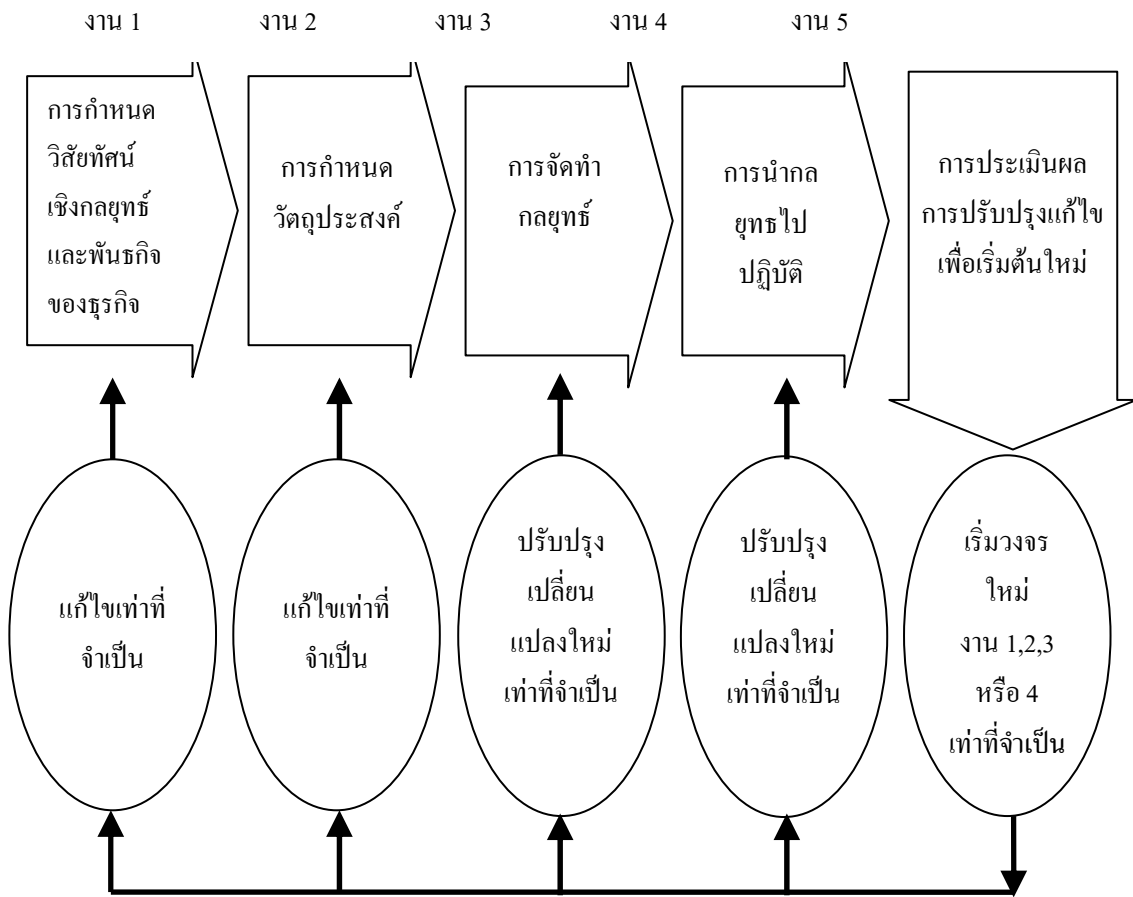 งาน 1 งาน 2 งาน 3 งาน 4 งาน 5
การกำหนด
วิสัยทัศน์
เชิงกลยุทธ์
และพันธกิจ
ของธุรกิจ
การกำหนด
วัตถุประสงค์
การจัดทำ
กลยุทธ์
การนำกล
ยุทธไป
ปฏิบัติ
การประเมินผล
การปรับปรุงแก้ไข
เพื่อเริ่มต้นใหม่
แก้ไขเท่าที่
จำเป็น
แก้ไขเท่าที่
จำเป็น
ปรับปรุง
เปลี่ยน
แปลงใหม่
เท่าที่จำเป็น
ปรับปรุง
เปลี่ยน
แปลงใหม่
เท่าที่จำเป็น
เริ่มวงจร
ใหม่
งาน 1,2,3
หรือ 4
เท่าที่จำเป็น